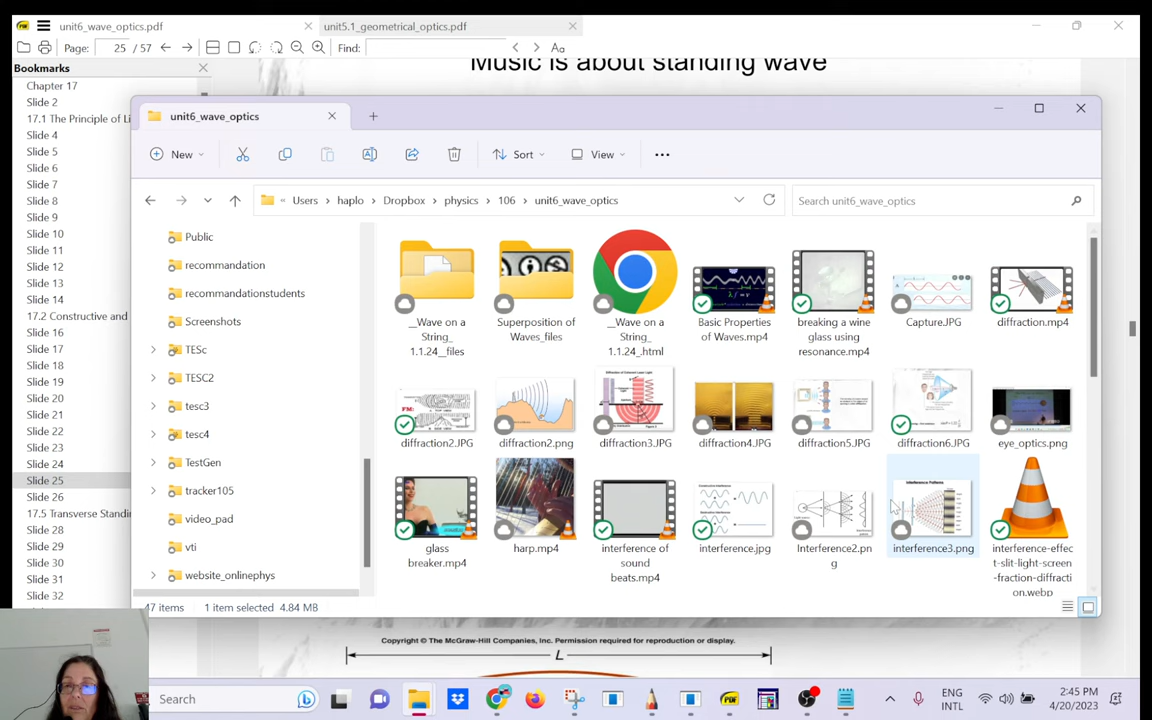 unit6_wave_optics.pdf
unit5.1_geometrical_optics.pdf
Page: 25 / 57
Find:
Aa
Bookmarks
Chapter 17
Slide 2
17.1 The Principle of Li
Slide 4
Slide 5
Slide 6
Slide 7
Slide 8
Slide 9
Slide 10
Slide 11
Slide 12
Slide 13
Slide 14
17.2 Constructive and
Slide 16
Slide 17
Slide 18
Slide 19
Slide 20
Slide 21
Slide 22
Slide 23
Slide 24
Slide 25
Slide 26
17.5 Transverse Standin
Slide 28
Slide 29
Slide 30
Slide 31
Slide 32
Music is about standing wave
unit6_wave_optics
New
Sort
View
« Users > haplo > Dropbox > physics > 106 > unit6_wave_optics
Search unit6_wave_optics
Public
recommandation
recommandationstudents
Screenshots
TESc
TESC2
tesc3
tesc4
TestGen
tracker105
video_pad
vti
website_onlinephys
__Wave on a
String_
1.1.24__files
Superposition of
Waves_files
__Wave on a
String_
1.1.24_.html
Basic Properties
of Waves.mp4
breaking a wine
glass using
resonance.mp4
Capture.JPG
diffraction.mp4
diffraction2.JPG
diffraction2.png
diffraction3.JPG
diffraction4.JPG
diffraction5.JPG
diffraction6.JPG
eye_optics.png
glass
breaker.mp4
harp.mp4
interference of
sound
beats.mp4
interference.jpg
Interference2.pn
g
interference3.png
interference-effec
t-slit-light-screen
-fraction-diffracti
on.webp
47 items
1 item selected 4.84 MB
Copyright © The McGraw-Hill Companies, Inc. Permission required for reproduction or display.
L
Search
ENG
INTL
2:45 PM
4/20/2023